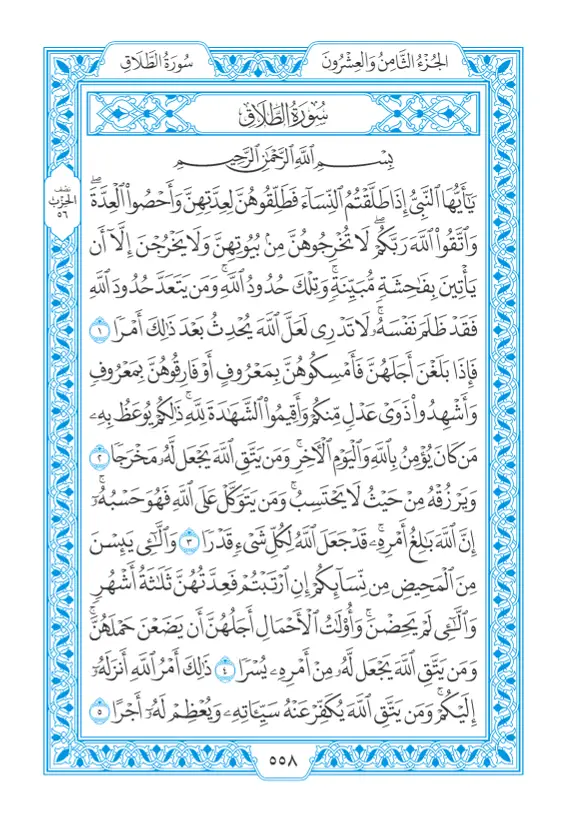 سُورَةُ الطَّلَاقِ
الجُزْءُ الثَّامِنُ وَالعِشْرُونَ
سُورَةُ الطَّلَاقِ
بِسْمِ اللَّهِ الرَّحْمَٰنِ الرَّحِيمِ
يَٰٓأَيُّهَا ٱلنَّبِىُّ إِذَا طَلَّقْتُمُ ٱلنِّسَآءَ فَطَلِّقُوهُنَّ لِعِدَّتِهِنَّ وَأَحْصُوا۟ ٱلْعِدَّةَ ۖ
وَٱتَّقُوا۟ ٱللَّهَ رَبَّكُمْ ۖ لَا تُخْرِجُوهُنَّ مِنۢ بُيُوتِهِنَّ وَلَا يَخْرُجْنَ إِلَّآ أَن
يَأْتِينَ بِفَٰحِشَةٍ مُّبَيِّنَةٍ ۚ وَتِلْكَ حُدُودُ ٱللَّهِ ۚ وَمَن يَتَعَدَّ حُدُودَ ٱللَّهِ
فَقَدْ ظَلَمَ نَفْسَهُۥ ۚ لَا تَدْرِى لَعَلَّ ٱللَّهَ يُحْدِثُ بَعْدَ ذَٰلِكَ أَمْرًا ١
فَإِذَا بَلَغْنَ أَجَلَهُنَّ فَأَمْسِكُوهُنَّ بِمَعْرُوفٍ أَوْ فَارِقُوهُنَّ بِمَعْرُوفٍ
وَأَشْهِدُوا۟ ذَوَىْ عَدْلٍ مِّنكُمْ وَأَقِيمُوا۟ ٱلشَّهَٰدَةَ لِلَّهِ ۚ ذَٰلِكُمْ يُوعَظُ بِهِۦ
مَن كَانَ يُؤْمِنُ بِٱللَّهِ وَٱلْيَوْمِ ٱلْءَاخِرِ ۚ وَمَن يَتَّقِ ٱللَّهَ يَجْعَل لَّهُۥ مَخْرَجًا ٢
وَيَرْزُقْهُ مِنْ حَيْثُ لَا يَحْتَسِبُ ۚ وَمَن يَتَوَكَّلْ عَلَى ٱللَّهِ فَهُوَ حَسْبُهُۥٓ ۚ
إِنَّ ٱللَّهَ بَٰلِغُ أَمْرِهِۦ ۚ قَدْ جَعَلَ ٱللَّهُ لِكُلِّ شَىْءٍ قَدْرًا ٣ وَٱلَّٰٓـِٔى يَئِسْنَ
مِنَ ٱلْمَحِيضِ مِن نِّسَآئِكُمْ إِنِ ٱرْتَبْتُمْ فَعِدَّتُهُنَّ ثَلَٰثَةُ أَشْهُرٍ
وَٱلَّٰٓـِٔى لَمْ يَحِضْنَ ۚ وَأُو۟لَٰتُ ٱلْأَحْمَالِ أَجَلُهُنَّ أَن يَضَعْنَ حَمْلَهُنَّ ۚ
وَمَن يَتَّقِ ٱللَّهَ يَجْعَل لَّهُۥ مِنْ أَمْرِهِۦ يُسْرًا ٤ ذَٰلِكَ أَمْرُ ٱللَّهِ أَنزَلَهُۥٓ
إِلَيْكُمْ ۚ وَمَن يَتَّقِ ٱللَّهَ يُكَفِّرْ عَنْهُ سَيِّـَٔاتِهِۦ وَيُعْظِمْ لَهُۥٓ أَجْرًا ٥
نصف
الحزب
٥٦
٥٥٨